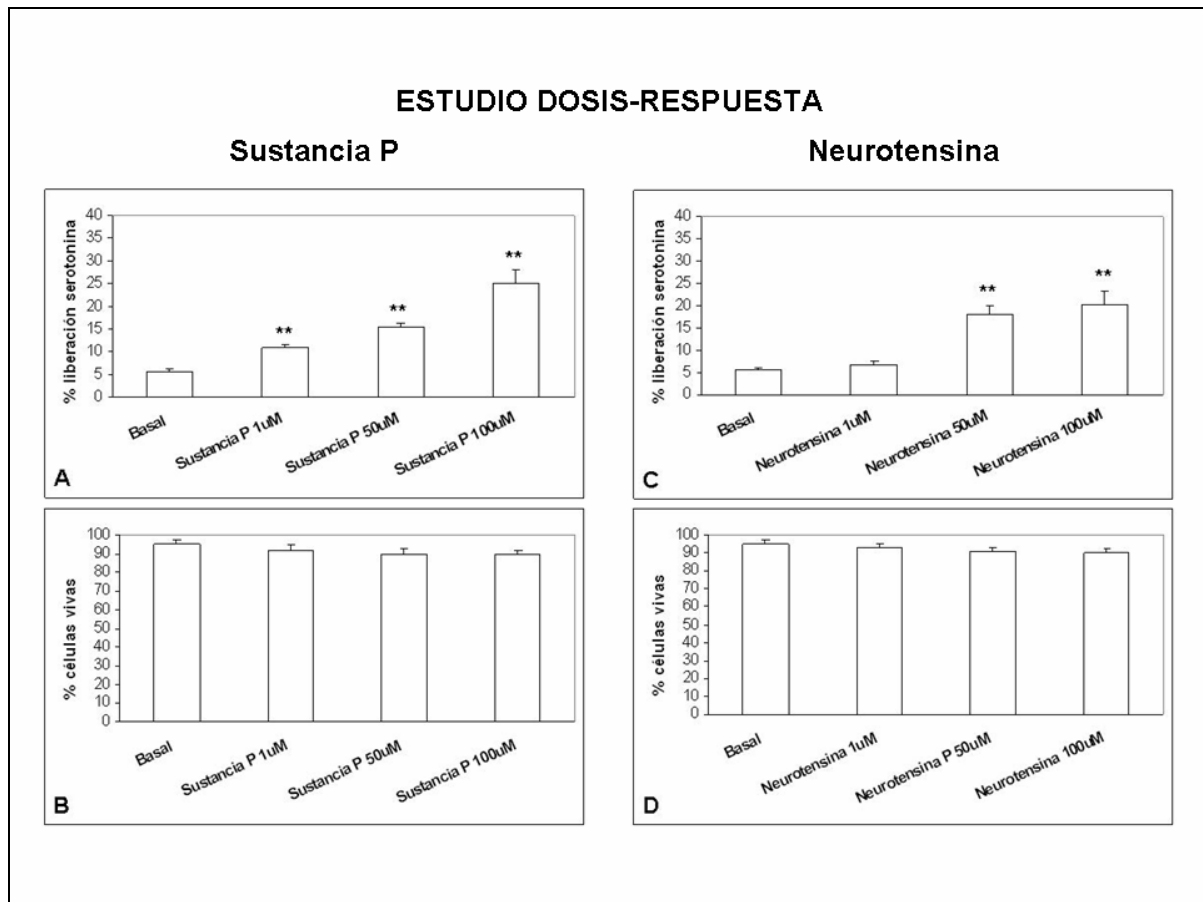 ESTUDIO DOSIS-RESPUESTA
Sustancia P
% liberación serotonina
40
35
30
25
20
15
10
5
0
**
**
**
Basal
Sustancia P 1uM
Sustancia P 50uM
Sustancia P 100uM
A
% células vivas
100
90
80
70
60
50
40
30
20
10
0
Basal
Sustancia P 1uM
Sustancia P 50uM
Sustancia P 100uM
B
Neurotensina
% liberación serotonina
40
35
30
25
20
15
10
5
0
**
**
Basal
Neurotensina 1uM
Neurotensina 50uM
Neurotensina 100uM
C
% células vivas
100
90
80
70
60
50
40
30
20
10
0
Basal
Neurotensina 1uM
Neurotensina P 50uM
Neurotensina 100uM
D